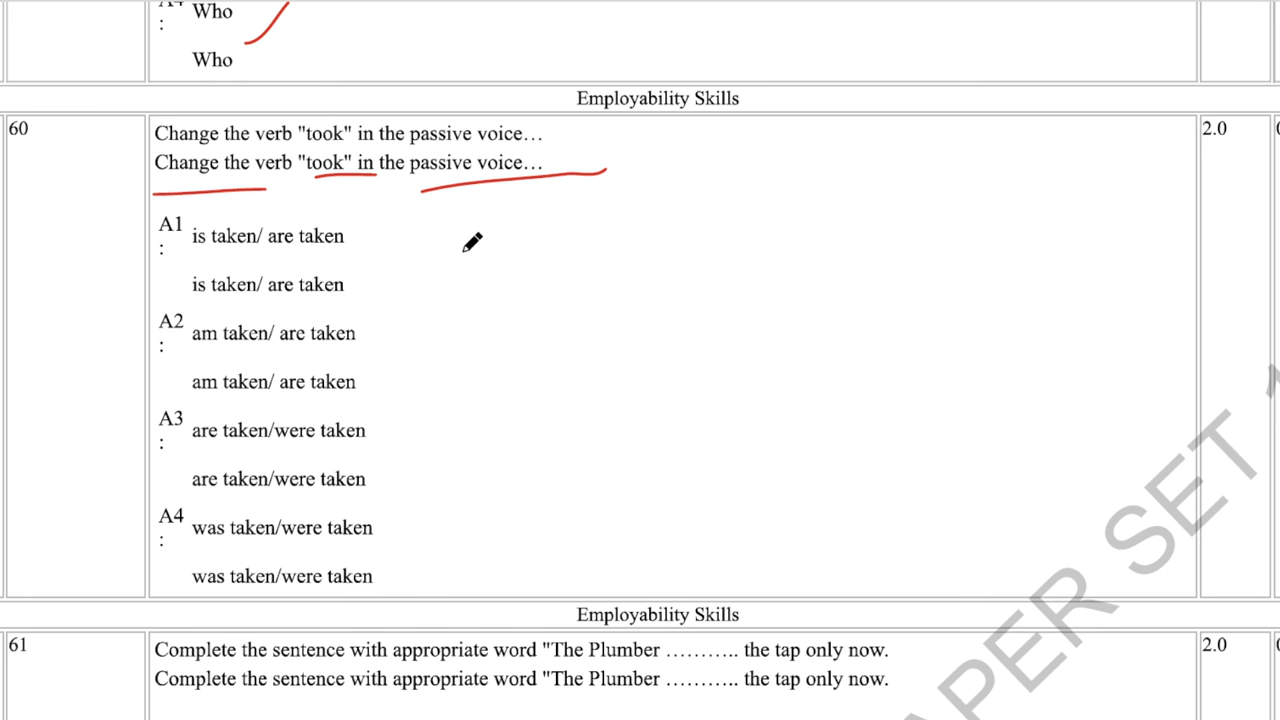 Who
:
Who
Employability Skills
60
Change the verb "took" in the passive voice…
2.0
Change the verb "took" in the passive voice…
A1
:
is taken/ are taken
is taken/ are taken
A2
:
am taken/ are taken
am taken/ are taken
A3
:
are taken/were taken
are taken/were taken
A4
:
was taken/were taken
was taken/were taken
Employability Skills
61
Complete the sentence with appropriate word "The Plumber ……….. the tap only now.
2.0
Complete the sentence with appropriate word "The Plumber ……….. the tap only now.
APER SET